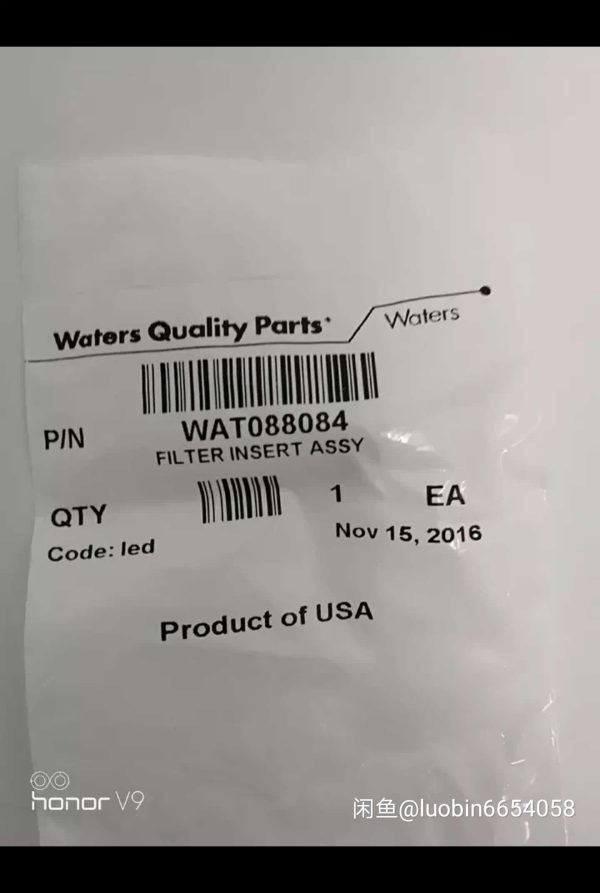 Waters Quality Parts*
Waters
P/N
WAT088084
FILTER INSERT ASSY
QTY
1
EA
Code: led
Nov 15, 2016
Product of USA
honor V9
闲鱼@luobin6654058